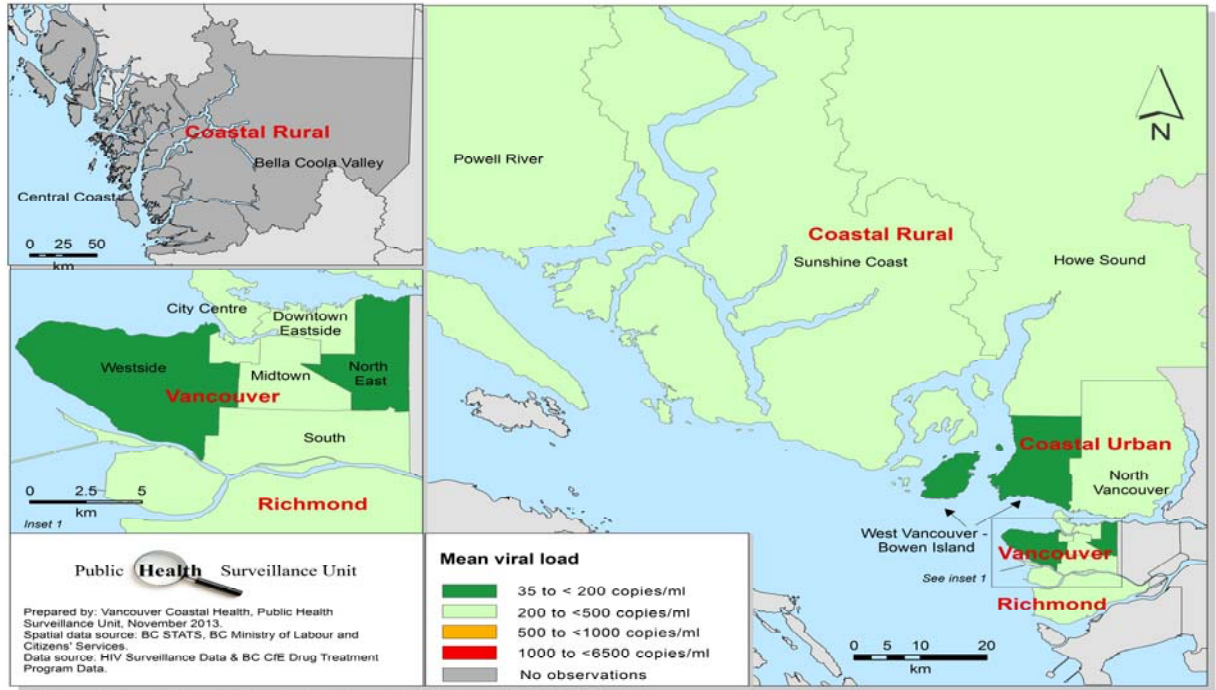 Coastal Rural
Bella Coola Valley
Central Coast
0 25 50
km
City Centre
Downtown
Eastside
Westside
North
East
Midtown
Vancouver
South
0 2.5 5
km
Richmond
Inset 1
Public Health Surveillance Unit
Prepared by: Vancouver Coastal Health, Public Health
Surveillance Unit, November 2013.
Spatial data source: BC STATS, BC Ministry of Labour and
Citizens' Services.
Data source: HIV Surveillance Data & BC CfE Drug Treatment
Program Data.
N
Powell River
Coastal Rural
Sunshine Coast
Howe Sound
Coastal Urban
North
Vancouver
West Vancouver -
Bowen Island
Vancouver
See inset 1
Richmond
0 5 10 20
km
Mean viral load
35 to < 200 copies/ml
200 to <500 copies/ml
500 to <1000 copies/ml
1000 to <6500 copies/ml
No observations